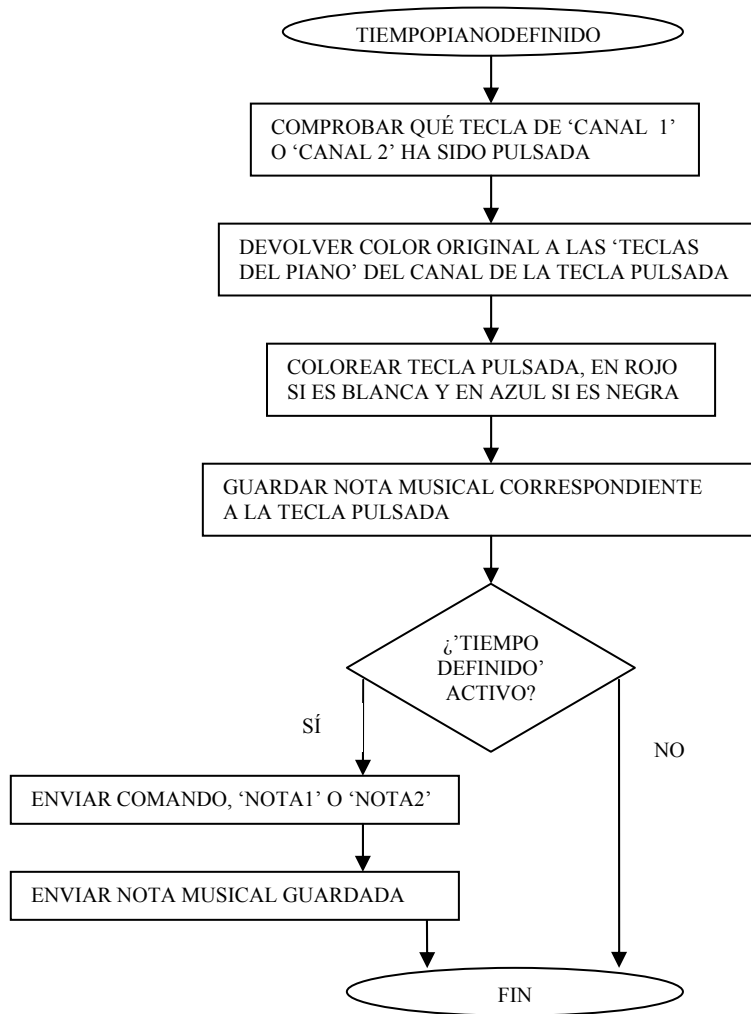 TIEMPOPIANODEFINIDO
COMPROBAR QUÉ TECLA DE ‘CANAL 1’
O ‘CANAL 2’ HA SIDO PULSADA
DEVOLVER COLOR ORIGINAL A LAS ‘TECLAS
DEL PIANO’ DEL CANAL DE LA TECLA PULSADA
COLOREAR TECLA PULSADA, EN ROJO
SI ES BLANCA Y EN AZUL SI ES NEGRA
GUARDAR NOTA MUSICAL CORRESPONDIENTE
A LA TECLA PULSADA
¿’TIEMPO
DEFINIDO’
ACTIVO?
SÍ
NO
ENVIAR COMANDO, ‘NOTA1’ O ‘NOTA2’
ENVIAR NOTA MUSICAL GUARDADA
FIN